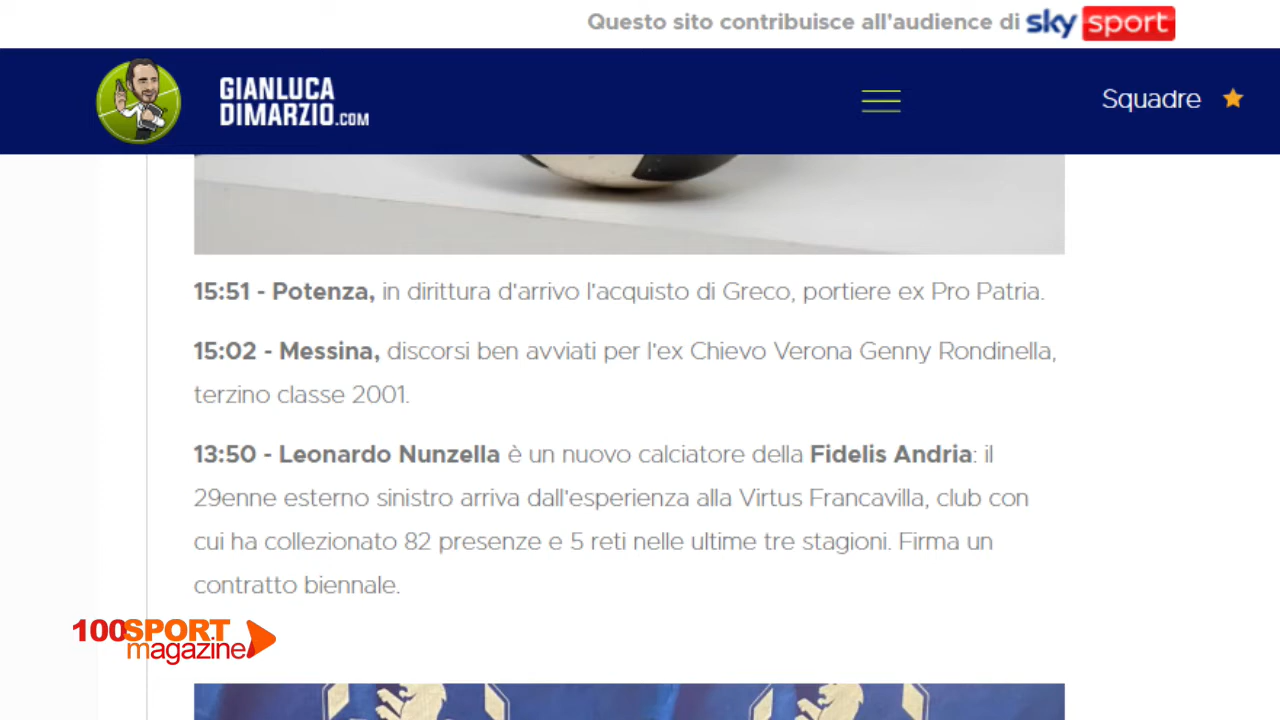 Questo sito contribuisce all'audience di sky sport
GIANLUCA
DIMARZIO.COM
Squadre
15:51 - Potenza, in dirittura d'arrivo l'acquisto di Greco, portiere ex Pro Patria.
15:02 - Messina, discorsi ben avviati per l'ex Chievo Verona Genny Rondinella,
terzino classe 2001.
13:50 - Leonardo Nunzella è un nuovo calciatore della Fidelis Andria: il
29enne esterno sinistro arriva dall'esperienza alla Virtus Francavilla, club con
cui ha collezionato 82 presenze e 5 reti nelle ultime tre stagioni. Firma un
contratto biennale.
100SPORT
magazine